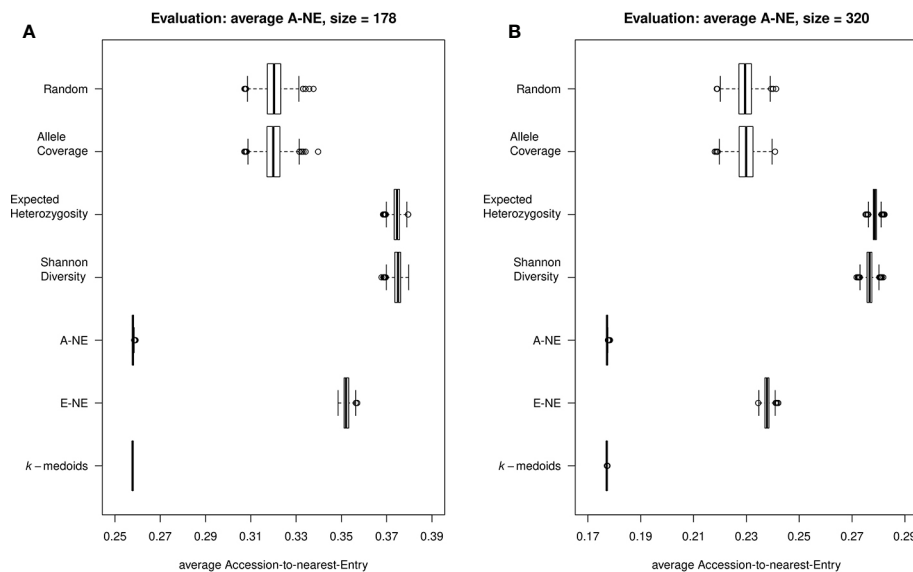 A
Evaluation: average A-NE, size = 178
Random
Allele
Coverage
Expected
Heterozygosity
Shannon
Diversity
A-NE
E-NE
k – medoids
0.25 0.27 0.29 0.31 0.33 0.35 0.37 0.39
average Accession-to-nearest-Entry
B
Evaluation: average A-NE, size = 320
Random
Allele
Coverage
Expected
Heterozygosity
Shannon
Diversity
A-NE
E-NE
k – medoids
0.17 0.19 0.21 0.23 0.25 0.27 0.29
average Accession-to-nearest-Entry